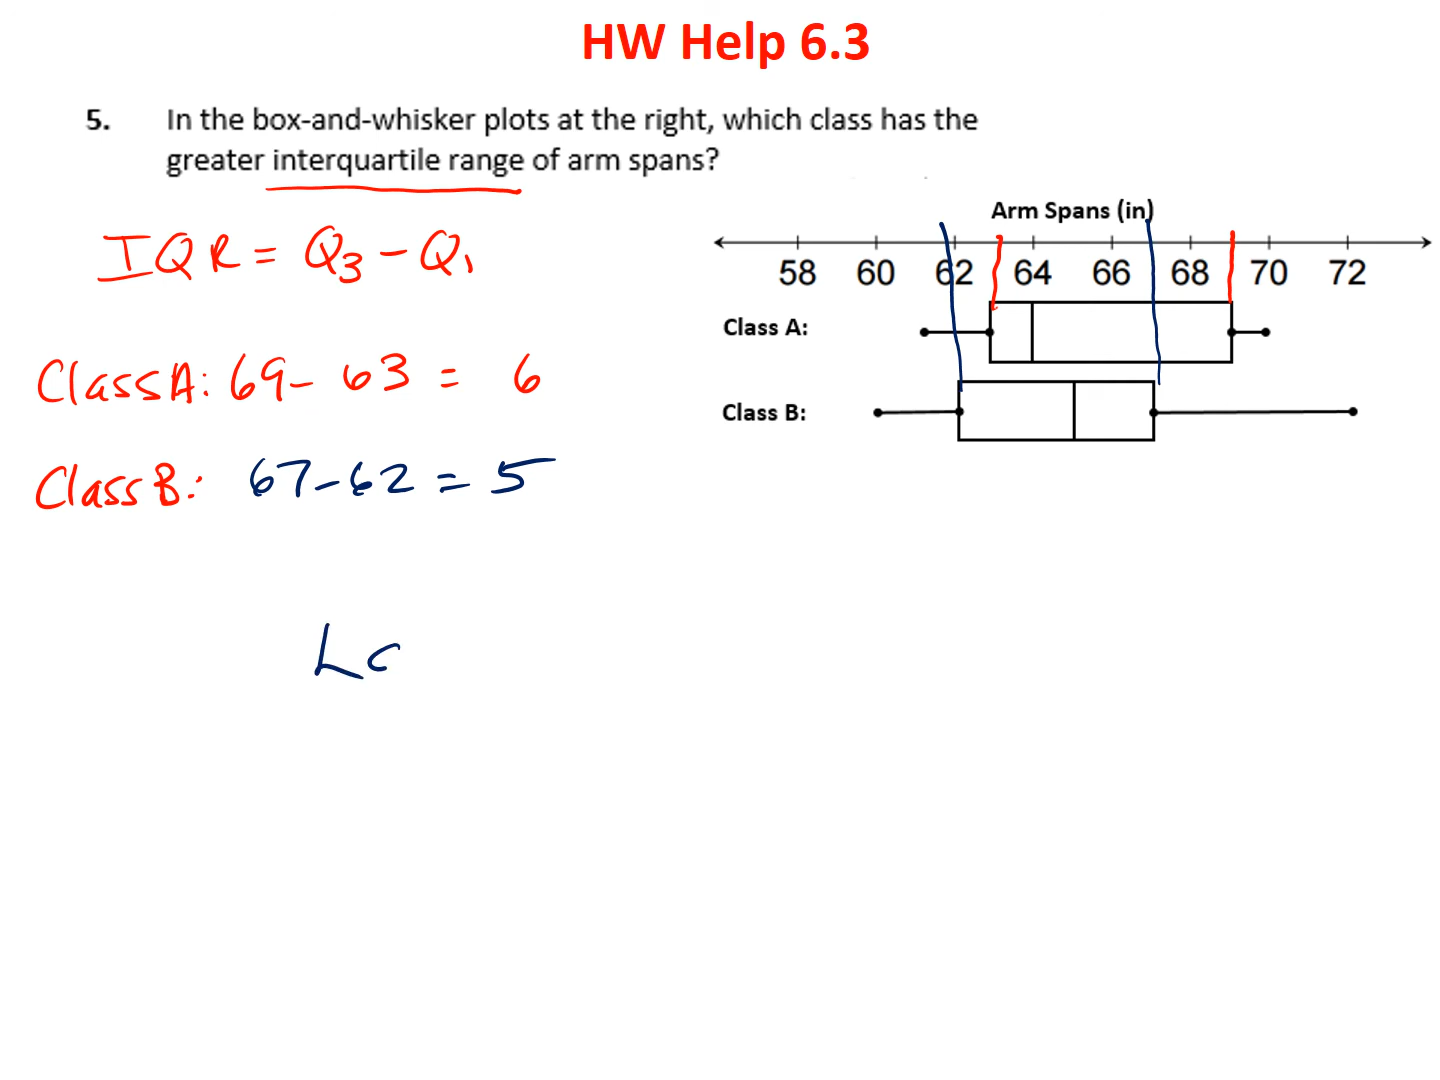 HW Help 6.3
5. In the box-and-whisker plots at the right, which class has the
greater interquartile range of arm spans?
Arm Spans (in)
58 60 62 64 66 68 70 72
Class A:
Class B:
IQR = Q3 - Q1
Class A: 69 - 63 = 6
Class B: 67 - 62 = 5